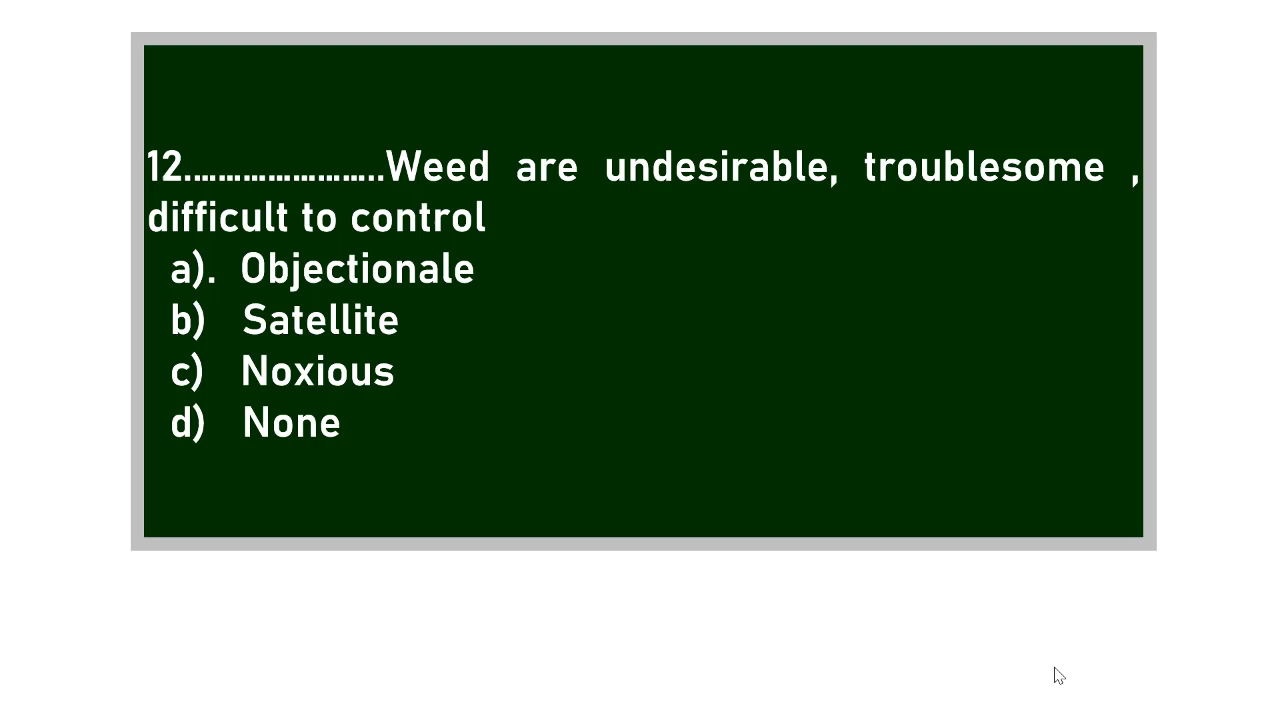 12.…………………..Weed are undesirable, troublesome ,
difficult to control
a). Objectionale
b) Satellite
c) Noxious
d) None